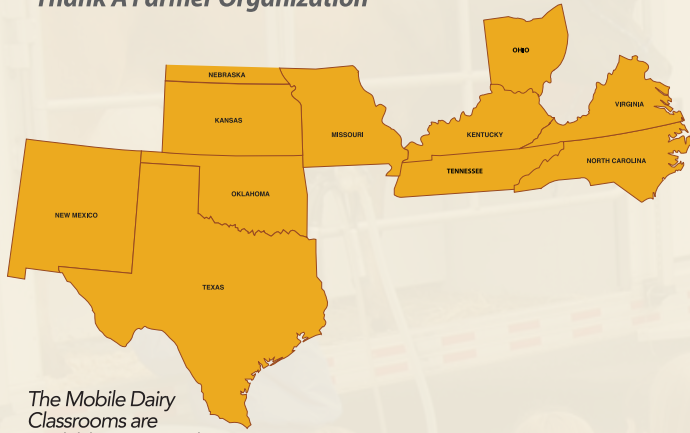 Thank A Farmer Organization
NEBRASKA
OHIO
VIRGINIA
KANSAS
MISSOURI
KENTUCKY
NORTH CAROLINA
TENNESSEE
OKLAHOMA
NEW MEXICO
TEXAS
The Mobile Dairy
Classrooms are